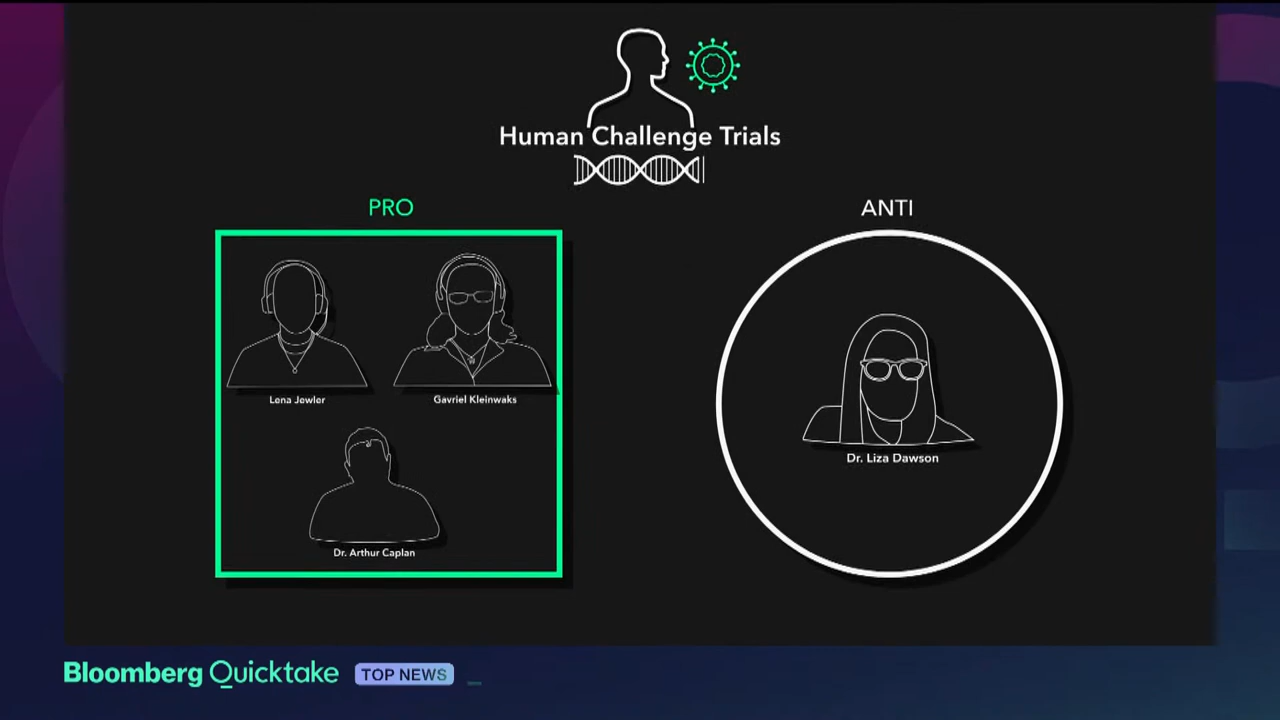 Human Challenge Trials
PRO
ANTI
Lena Jewler
Gavriel Kleinwaks
Dr. Liza Dawson
Dr. Arthur Caplan
Bloomberg Quicktake TOP NEWS